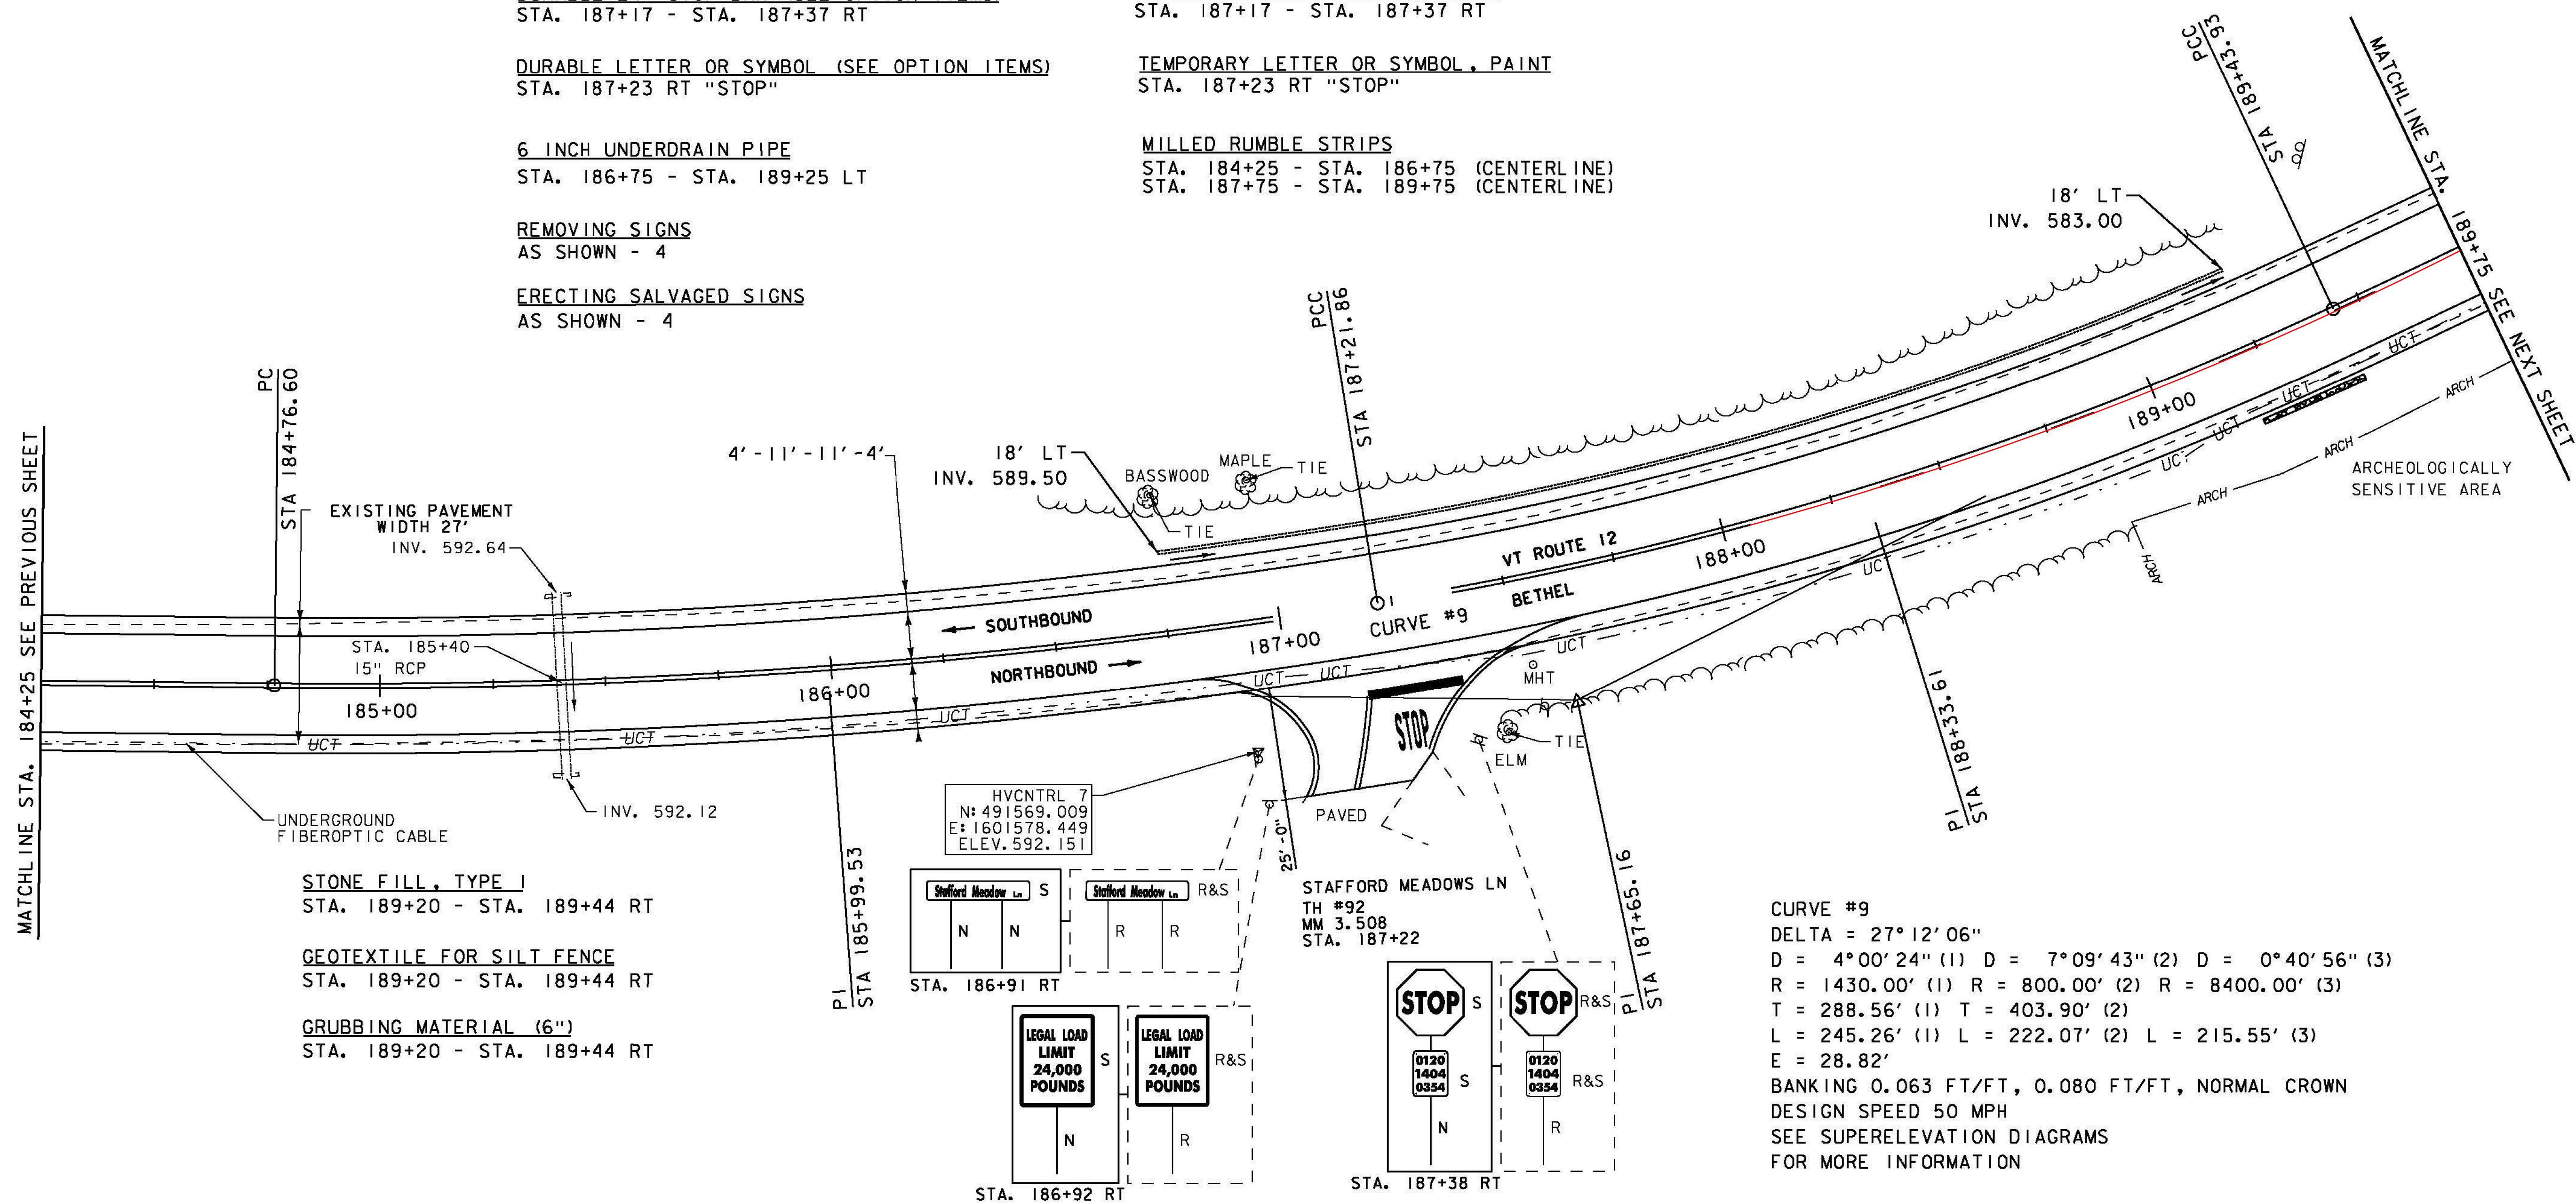 STA. 187+17 - STA. 187+37 RT
DURABLE LETTER OR SYMBOL (SEE OPTION ITEMS)
STA. 187+23 RT "STOP"
6 INCH UNDERDRAIN PIPE
STA. 186+75 - STA. 189+25 LT
REMOVING SIGNS
AS SHOWN - 4
ERECTING SALVAGED SIGNS
AS SHOWN - 4
STA. 187+17 - STA. 187+37 RT
TEMPORARY LETTER OR SYMBOL, PAINT
STA. 187+23 RT "STOP"
MILLED RUMBLE STRIPS
STA. 184+25 - STA. 186+75 (CENTERLINE)
STA. 187+75 - STA. 189+75 (CENTERLINE)
PCC
STA 189+43.93
MATCHLINE STA. 189+75 SEE NEXT SHEET
18' LT
INV. 583.00
MATCHLINE STA. 184+25 SEE PREVIOUS SHEET
PC
STA 184+76.60
EXISTING PAVEMENT
WIDTH 27'
INV. 592.64
STA. 185+40
15" RCP
185+00
4'-11'-11'-4'
18' LT
INV. 589.50
BASSWOOD
TIE
MAPLE
TIE
PCC
STA 187+21.86
SOUTHBOUND
NORTHBOUND
186+00
187+00
CURVE #9
1
VT ROUTE 12
BETHEL
188+00
189+00
UCT
UCT
UCT
UCT
UCT
UCT
UCT
UC
UCT
UCT
UCT
UCT
ARCH
ARCH
ARCH
ARCH
ARCHEOLOGICALLY
SENSITIVE AREA
UNDERGROUND
FIBEROPTIC CABLE
INV. 592.12
PI
STA 185+99.53
HVCNTRL 7
N:491569.009
E:1601578.449
ELEV.592.151
MHT
STOP
TIE
ELM
PAVED
25'-0"
STAFFORD MEADOWS LN
TH #92
MM 3.508
STA. 187+22
PI
STA 187+65.16
PI
STA 188+33.61
STONE FILL, TYPE I
STA. 189+20 - STA. 189+44 RT
GEOTEXTILE FOR SILT FENCE
STA. 189+20 - STA. 189+44 RT
GRUBBING MATERIAL (6")
STA. 189+20 - STA. 189+44 RT
Stafford Meadow Ln S
N N
Stafford Meadow Ln R&S
R R
STA. 186+91 RT
LEGAL LOAD
LIMIT
24,000
POUNDS
S
N
LEGAL LOAD
LIMIT
24,000
POUNDS
R&S
R
STA. 186+92 RT
STOP S
0120
1404
0354
S
N
STOP R&S
0120
1404
0354
R&S
R
STA. 187+38 RT
CURVE #9
DELTA = 27°12'06"
D = 4°00'24" (1) D = 7°09'43" (2) D = 0°40'56" (3)
R = 1430.00' (1) R = 800.00' (2) R = 8400.00' (3)
T = 288.56' (1) T = 403.90' (2)
L = 245.26' (1) L = 222.07' (2) L = 215.55' (3)
E = 28.82'
BANKING 0.063 FT/FT, 0.080 FT/FT, NORMAL CROWN
DESIGN SPEED 50 MPH
SEE SUPERELEVATION DIAGRAMS
FOR MORE INFORMATION